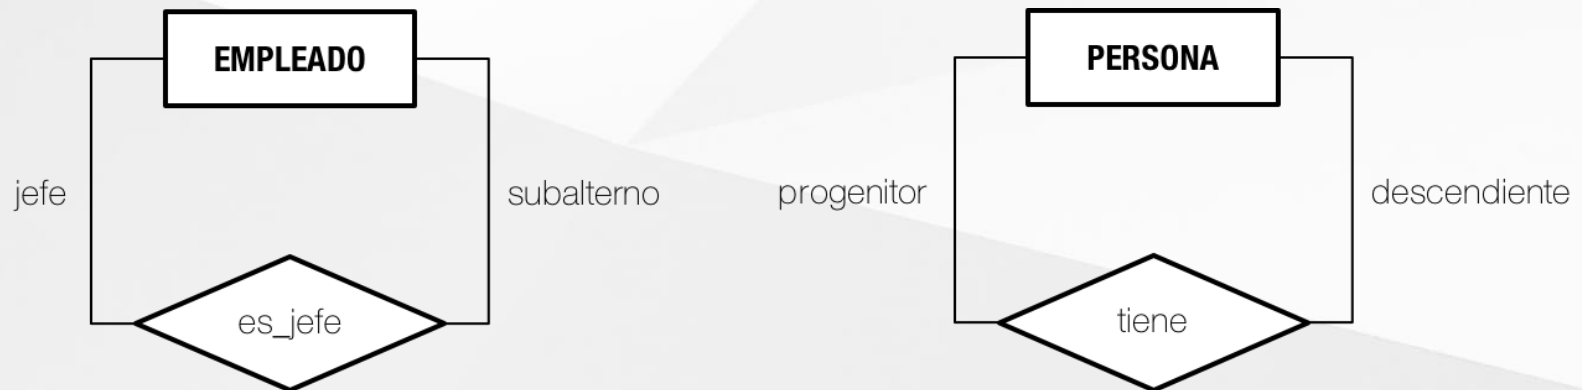 EMPLEADO
jefe
subalterno
es_jefe
PERSONA
progenitor
descendiente
tiene